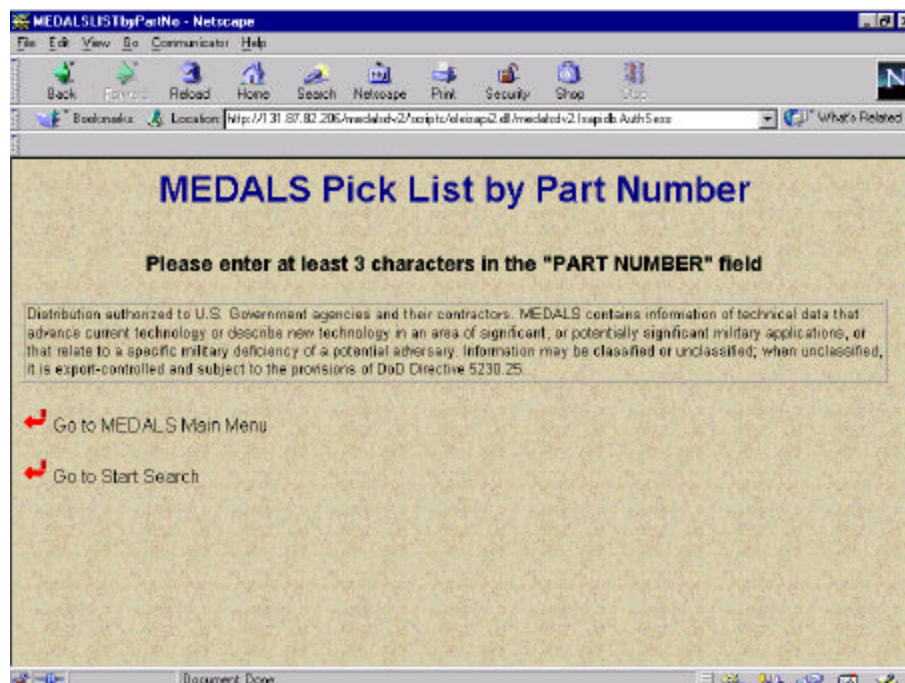 MEDALSLISTbyPartNo - Netscape
File Edit View Go Communicator Help
Back Forward Reload Home Search Netscape Print Security Shop Stop
Bookmarks Location: What's Related
MEDALS Pick List by Part Number
Please enter at least 3 characters in the "PART NUMBER" field
Distribution authorized to U.S. Government agencies and their contractors. MEDALS contains information of technical data that
advance current technology or describe new technology in an area of significant, or potentially significant military applications, or
that relate to a specific military deficiency of a potential adversary. Information may be classified or unclassified; when unclassified,
it is export-controlled and subject to the provisions of DoD Directive 5230.25.
Go to MEDALS Main Menu
Go to Start Search
Document: Done